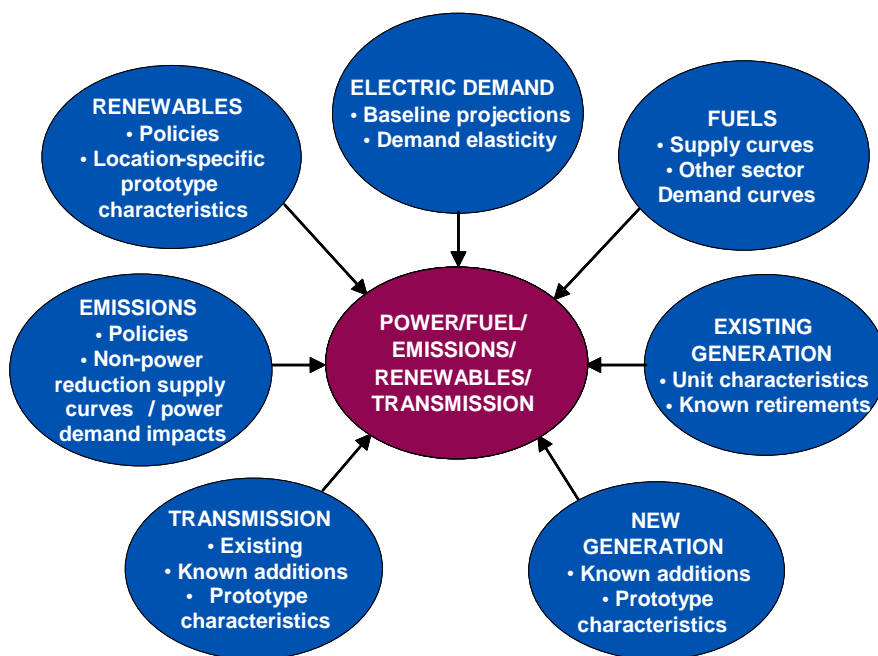 ELECTRIC DEMAND
• Baseline projections
• Demand elasticity
RENEWABLES
• Policies
• Location-specific
prototype
characteristics
FUELS
• Supply curves
• Other sector
Demand curves
EMISSIONS
• Policies
• Non-power
reduction supply
curves / power
demand impacts
POWER/FUEL/
EMISSIONS/
RENEWABLES/
TRANSMISSION
EXISTING
GENERATION
• Unit characteristics
• Known retirements
TRANSMISSION
• Existing
• Known additions
• Prototype
characteristics
NEW
GENERATION
• Known additions
• Prototype
characteristics